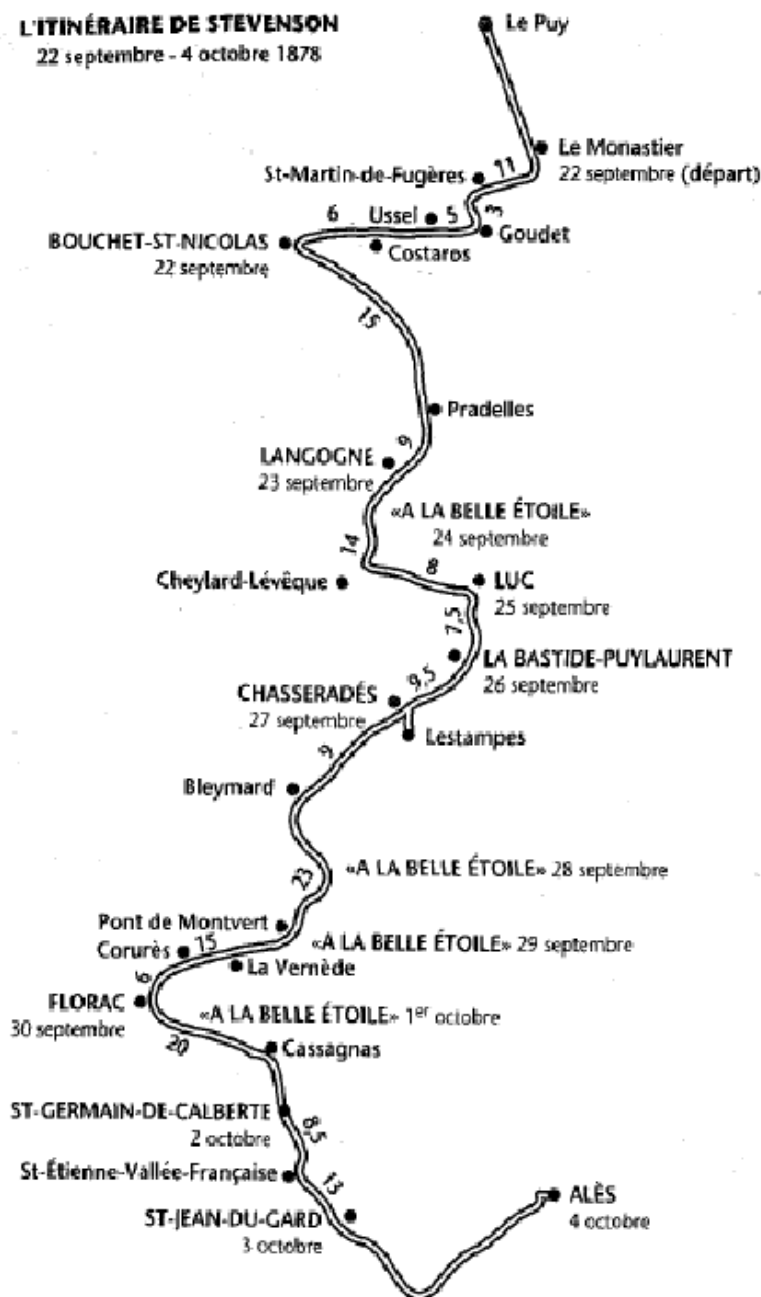 L'ITINÉRAIRE DE STEVENSON
22 septembre - 4 octobre 1878
Le Puy
Le Monastier
22 septembre (départ)
11
St-Martin-de-Fugères
3
Goudet
5
Ussel
6
Costaros
BOUCHET-ST-NICOLAS
22 septembre
15
Pradelles
9
LANGOGNE
23 septembre
«A LA BELLE ÉTOILE»
24 septembre
14
Cheylard-Lévêque
8
LUC
25 septembre
7,5
LA BASTIDE-PUYLAURENT
26 septembre
9,5
CHASSERADÉS
27 septembre
Lestampes
9
Bleymard
«A LA BELLE ÉTOILE» 28 septembre
23
Pont de Montvert
«A LA BELLE ÉTOILE» 29 septembre
15
Corurès
La Vernède
6
FLORAC
30 septembre
«A LA BELLE ÉTOILE» 1er octobre
20
Cassagnas
ST-GERMAIN-DE-CALBERTE
2 octobre
8,5
St-Étienne-Vallée-Française
13
ST-JEAN-DU-GARD
3 octobre
ALÈS
4 octobre